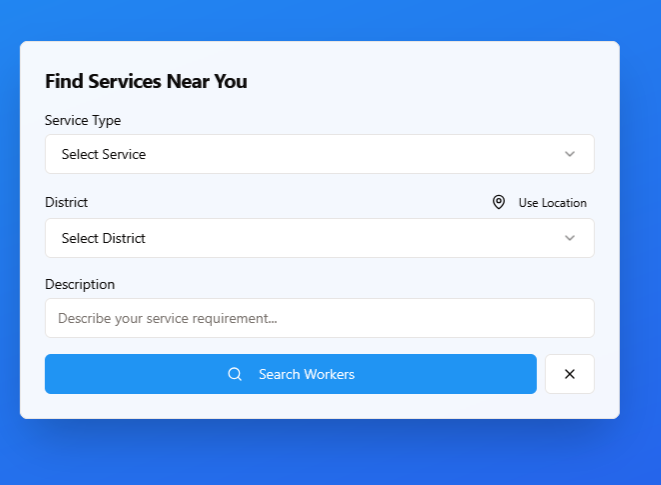 Find Services Near You
Service Type
Select Service
District
Use Location
Select District
Description
Describe your service requirement...
Search Workers